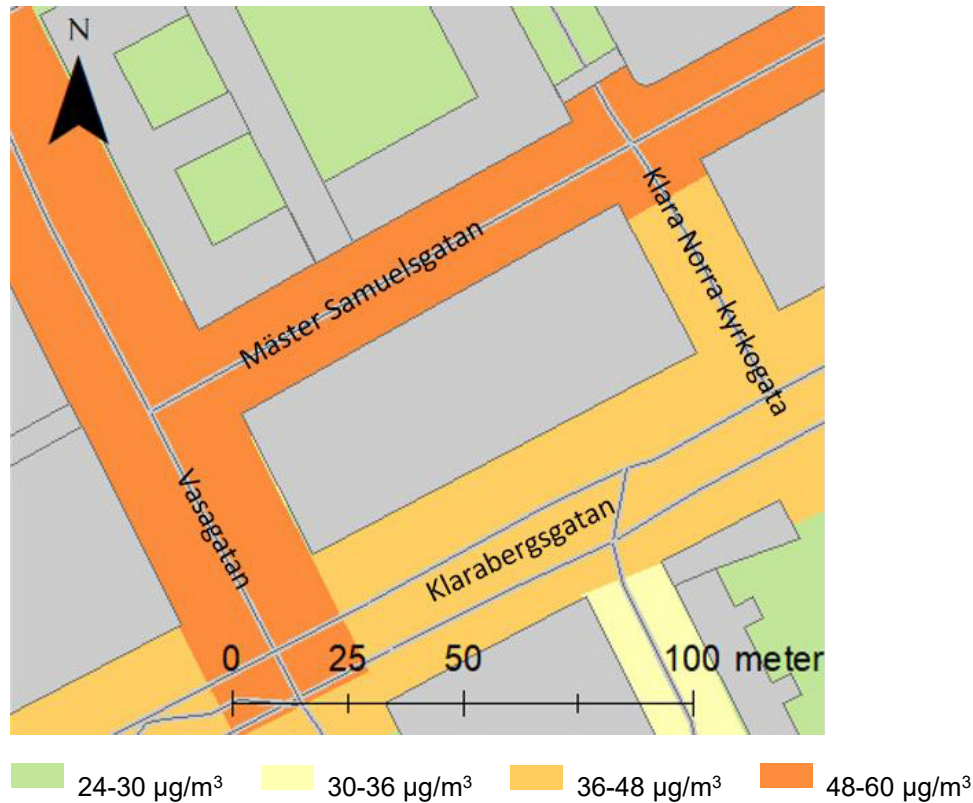 N
Mäster Samuelsgatan
Klara Norra kyrkogata
Vasagatan
Klarabergsgatan
0 25 50 100 meter
24-30 µg/m³ 30-36 µg/m³ 36-48 µg/m³ 48-60 µg/m³